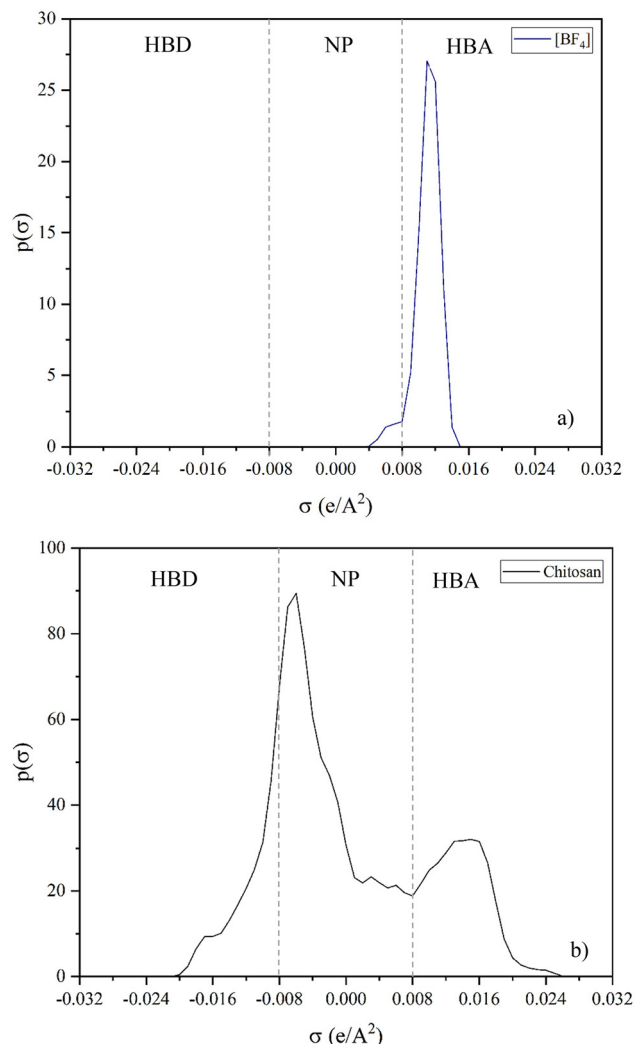 30
HBD NP HBA
[BF₄]
25
20
15
10
5
0
p(σ)
a)
-0.032 -0.024 -0.016 -0.008 0.000 0.008 0.016 0.024 0.032
σ (e/A²)
100
HBD NP HBA
Chitosan
80
60
40
20
0
p(σ)
b)
-0.032 -0.024 -0.016 -0.008 0.000 0.008 0.016 0.024 0.032
σ (e/A²)